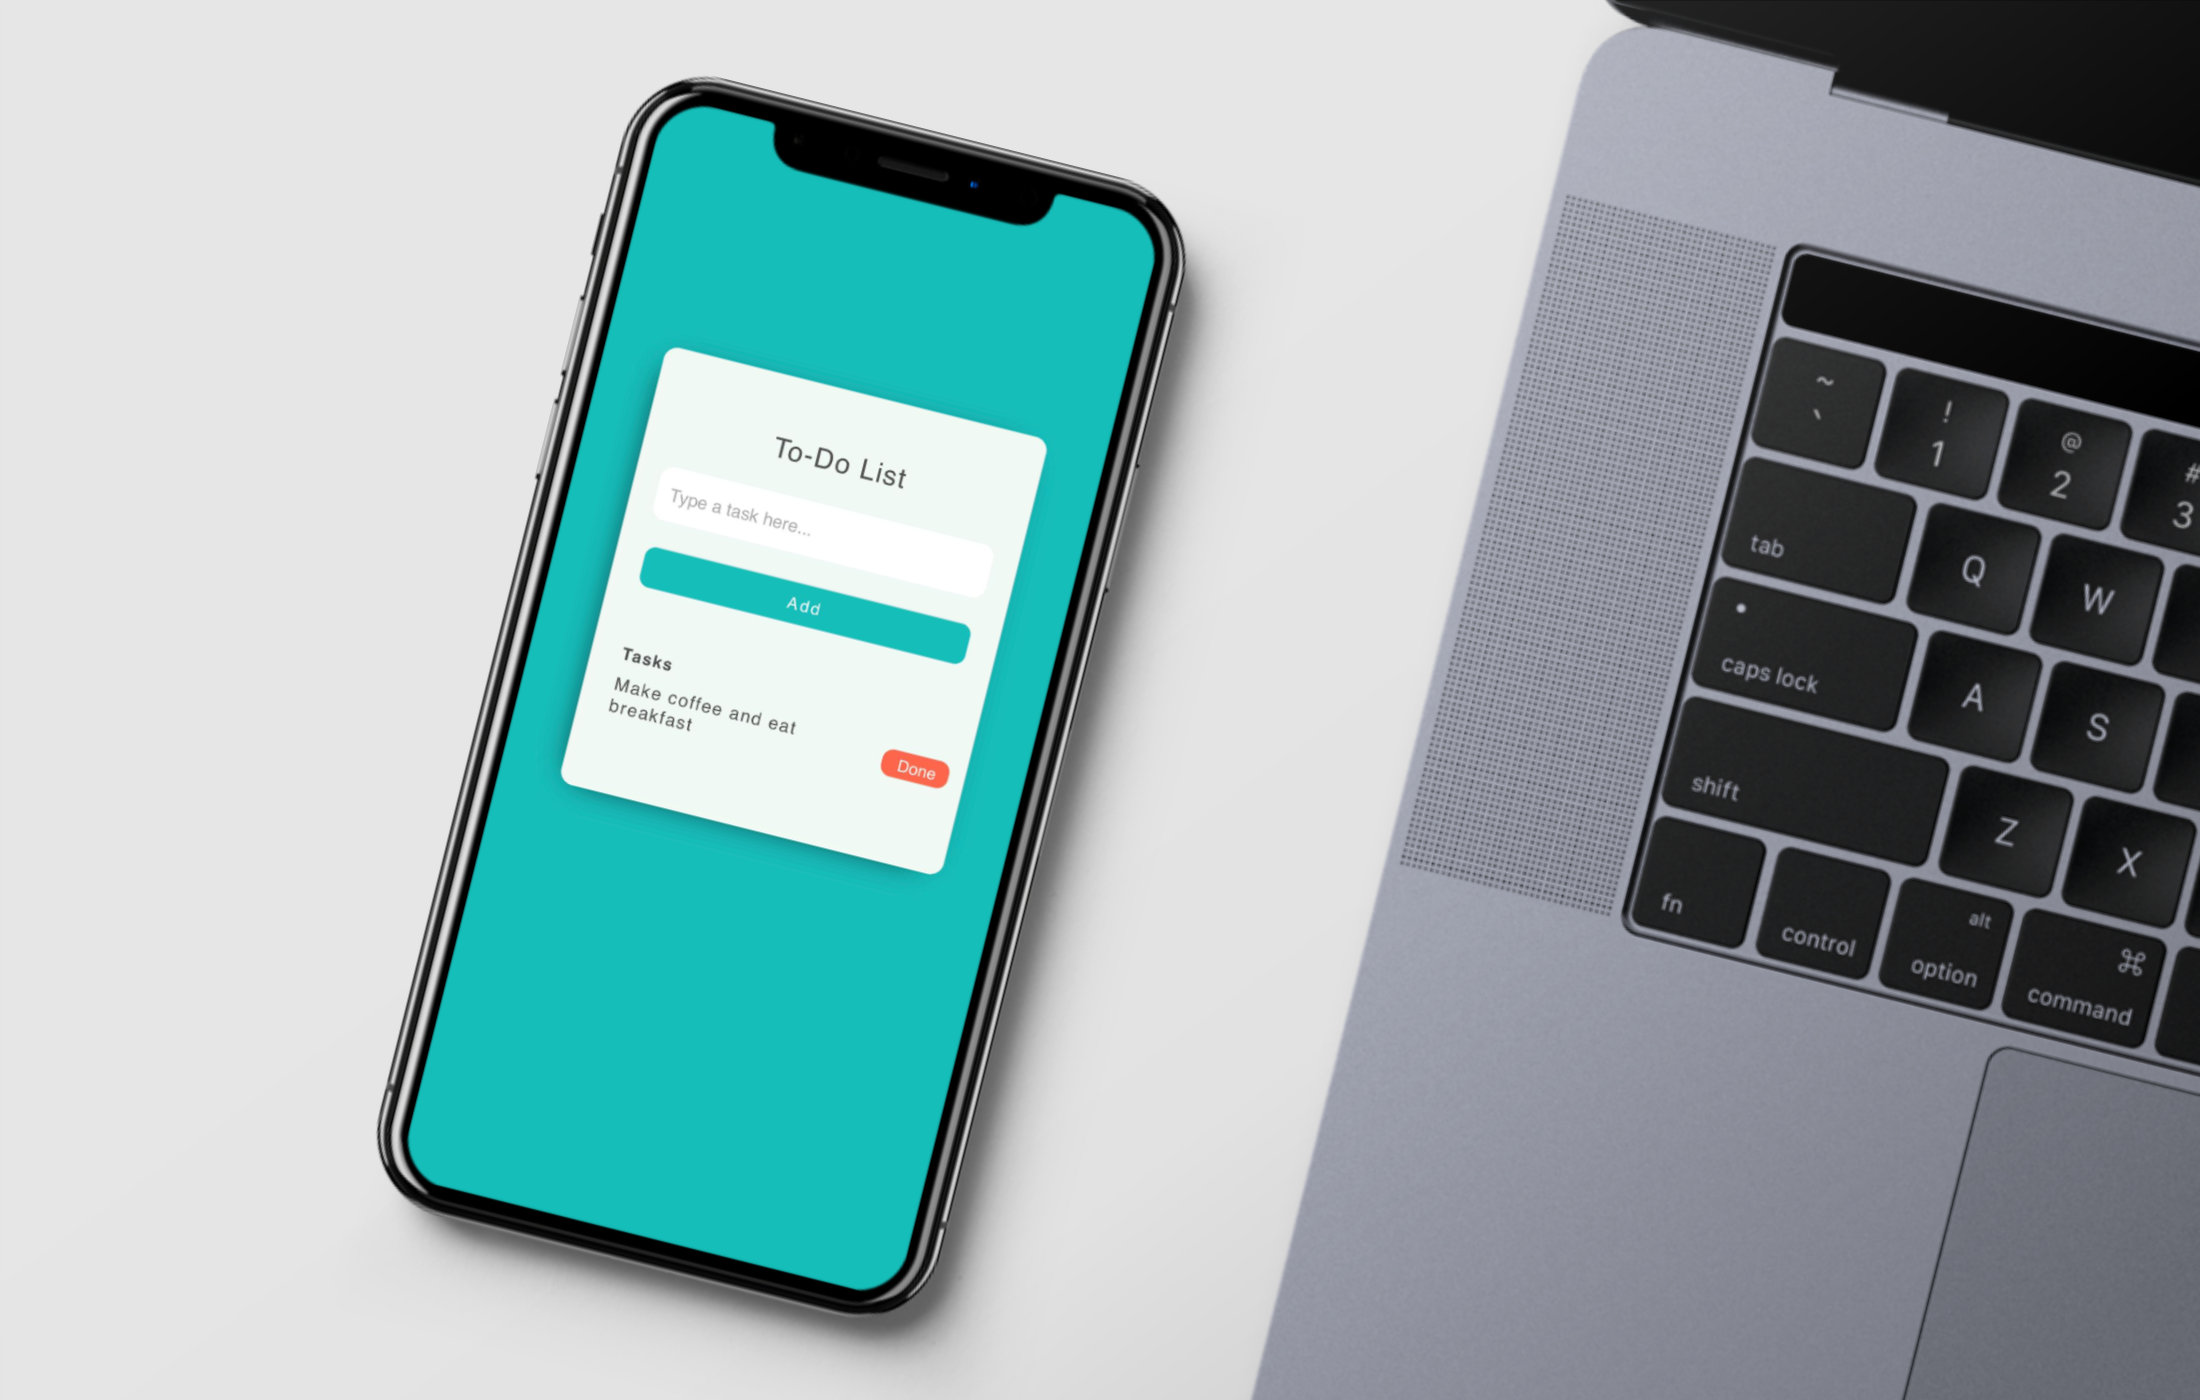 To-Do List
Type a task here...
Add
Tasks
Make coffee and eat
breakfast
Done
~
`
!
1
@
2
#
3
tab
Q
W
caps lock
A
S
shift
Z
X
fn
control
alt
option
⌘
command